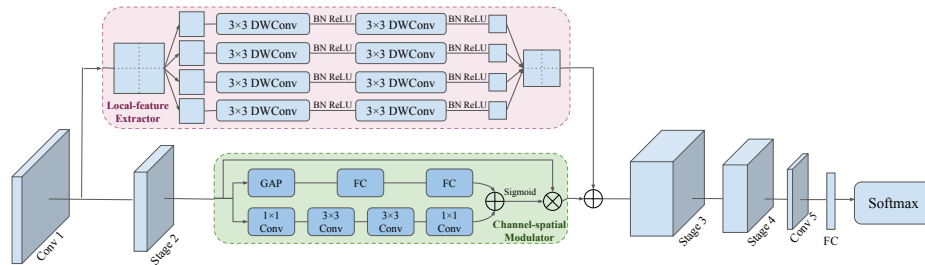 3×3 DWConv BN ReLU 3×3 DWConv BN ReLU
3×3 DWConv BN ReLU 3×3 DWConv BN ReLU
3×3 DWConv BN ReLU 3×3 DWConv BN ReLU
3×3 DWConv BN ReLU 3×3 DWConv BN ReLU
Local-feature
Extractor
Conv 1
Stage 2
GAP FC FC
Sigmoid
1×1
Conv
3×3
Conv
3×3
Conv
1×1
Conv
Channel-spatial
Modulator
Stage 3
Stage 4
Conv 5
FC
Softmax